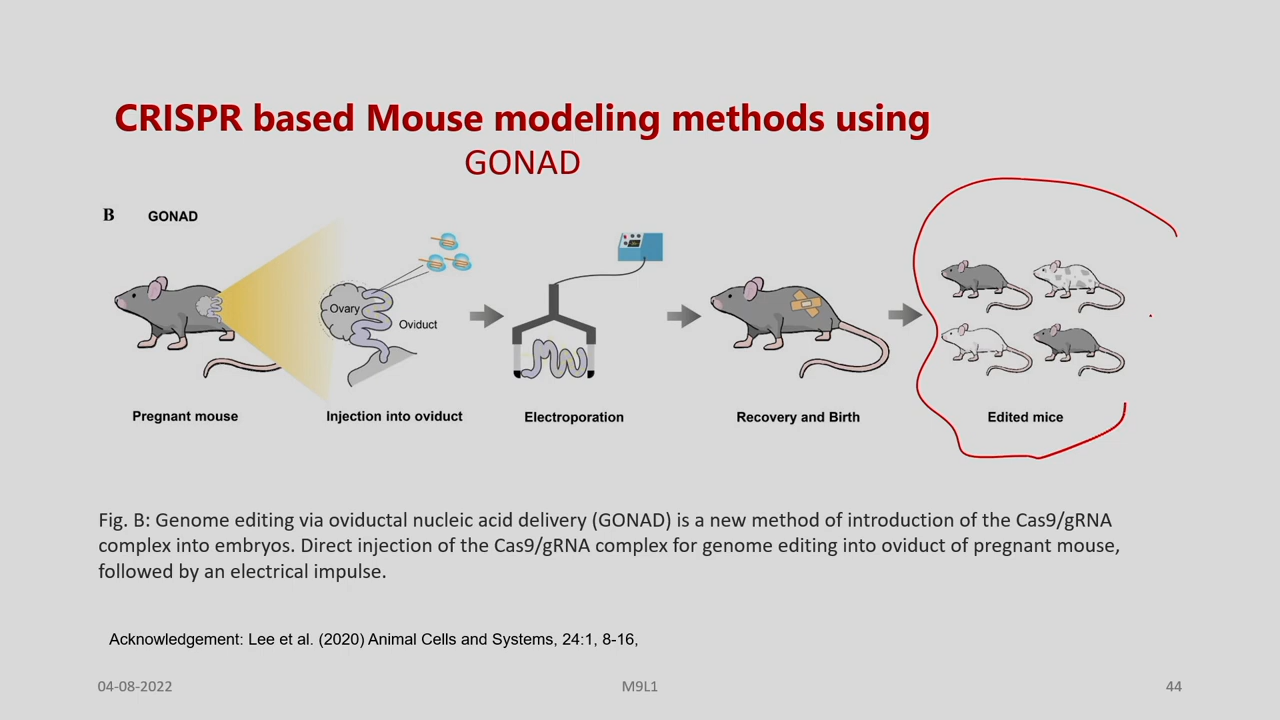 CRISPR based Mouse modeling methods using
GONAD
B GONAD
Ovary
Oviduct
Pregnant mouse
Injection into oviduct
Electroporation
Recovery and Birth
Edited mice
Fig. B: Genome editing via oviductal nucleic acid delivery (GONAD) is a new method of introduction of the Cas9/gRNA
complex into embryos. Direct injection of the Cas9/gRNA complex for genome editing into oviduct of pregnant mouse,
followed by an electrical impulse.
Acknowledgement: Lee et al. (2020) Animal Cells and Systems, 24:1, 8-16,
04-08-2022
M9L1
44